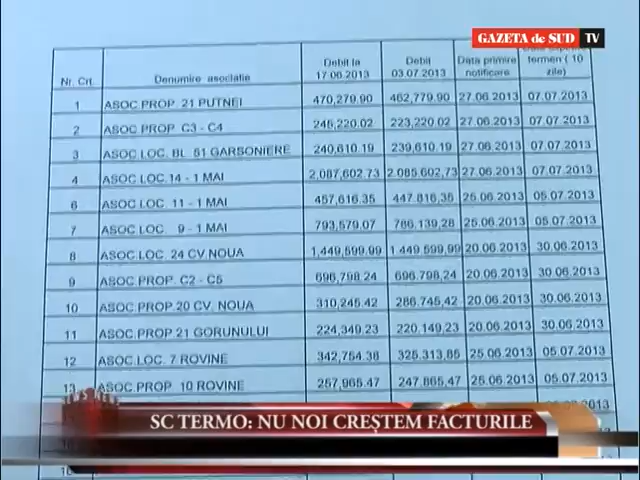 GAZETA de SUD TV
Nr. Crt. Denumire asociatie Debit la 17.06.2013 Debit 03.07.2013 Data primire notificare termen ( 10 zile)
1 ASOC PROP. 21 PUTNEI 470,279.90 462,779.90 27.06.2013 07.07.2013
2 ASOC PROP. C3 - C4 245,220.02 223,220.02 27.06.2013 07.07.2013
3 ASOC LOC. BL. 51 GARSONIERE 240,610.19 239,610.19 27.06.2013 07.07.2013
4 ASOC LOC.14 - 1 MAI 2,087,602.73 2,085,602,73 27.06.2013 07.07.2013
6 ASOC LOC. 11 - 1 MAI 457,616.35 447,816,35 25.06.2013 05.07.2013
7 ASOC LOC. 9 - 1 MAI 793,579.07 786,139,28 25.06.2013 05.07.2013
8 ASOC LOC. 24 CV.NOUA 1,449,599.99 1 449,599,99 20.06.2013 30.06.2013
9 ASOC PROP. C2 - C5 696,798.24 696,798,24 20.06.2013 30.06.2013
10 ASOC PROP.20 CV. NOUA 310,245.42 286,745,42 20.06.2013 30.06.2013
11 ASOC PROP 21 GORUNULUI 224,349.23 220,149,23 20.06.2013 30.06.2013
12 ASOC.LOC. 7 ROVINE 342,754.38 325,313,85 25.06.2013 05.07.2013
13 ASOC.PROP. 10 ROVINE 257,965.47 247,865,47 25.06.2013 05.07.2013
SC TERMO: NU NOI CREȘTEM FACTURILE